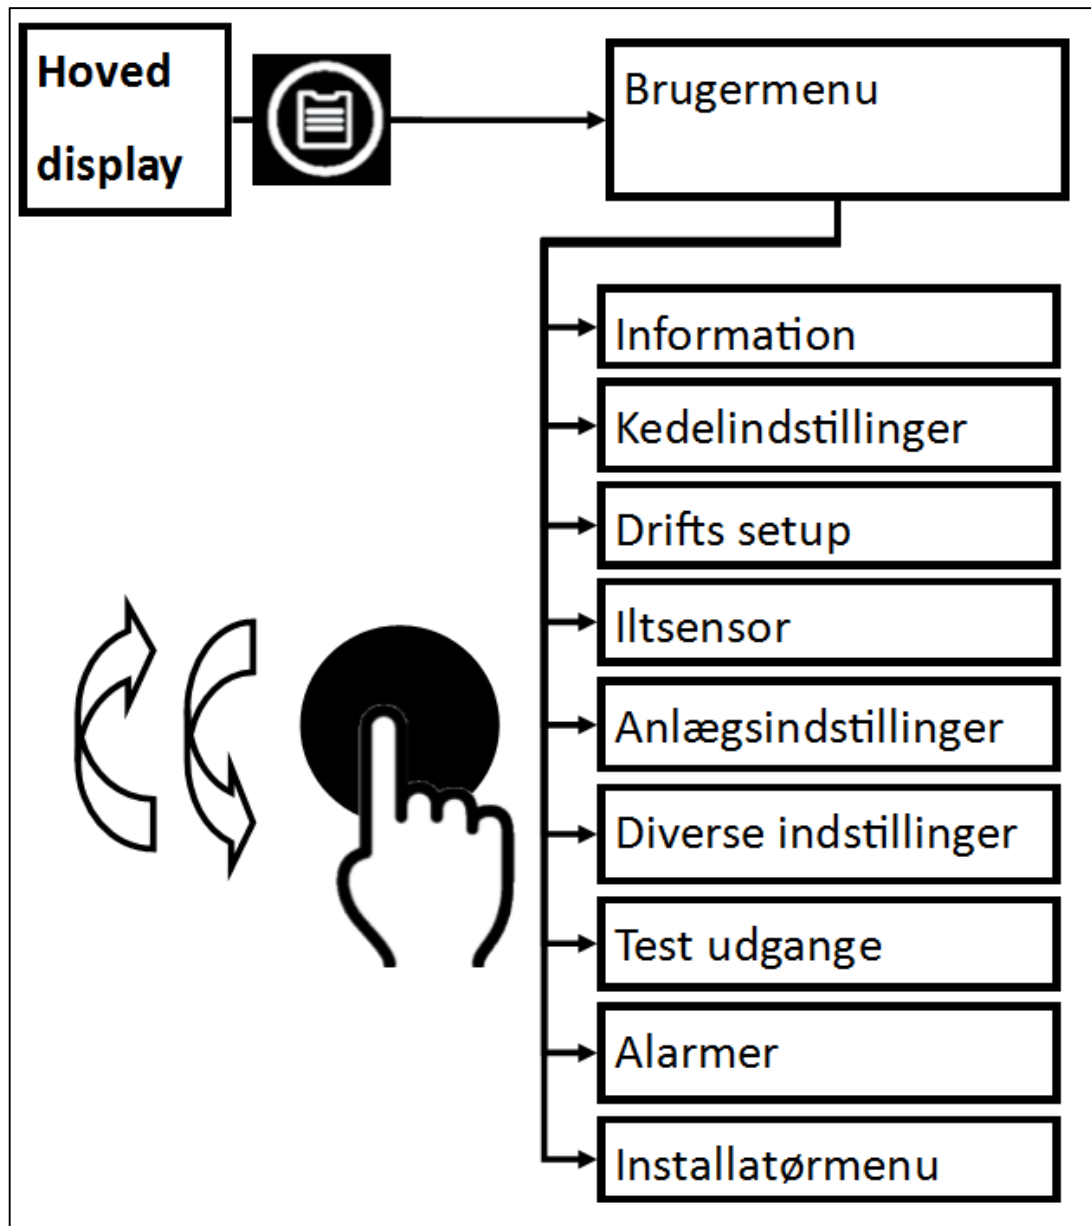 Hoved
display
Brugermenu
Information
Kedelindstillinger
Drifts setup
Iltsensor
Anlægsindstillinger
Diverse indstillinger
Test udgange
Alarmer
Installatørmenu